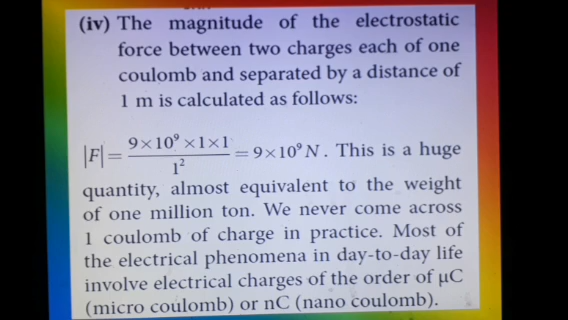 (iv) The magnitude of the electrostatic
force between two charges each of one
coulomb and separated by a distance of
1 m is calculated as follows:
|F| = 9×10⁹×1×1 / 1² = 9×10⁹ N. This is a huge
quantity, almost equivalent to the weight
of one million ton. We never come across
1 coulomb of charge in practice. Most of
the electrical phenomena in day-to-day life
involve electrical charges of the order of μC
(micro coulomb) or nC (nano coulomb).